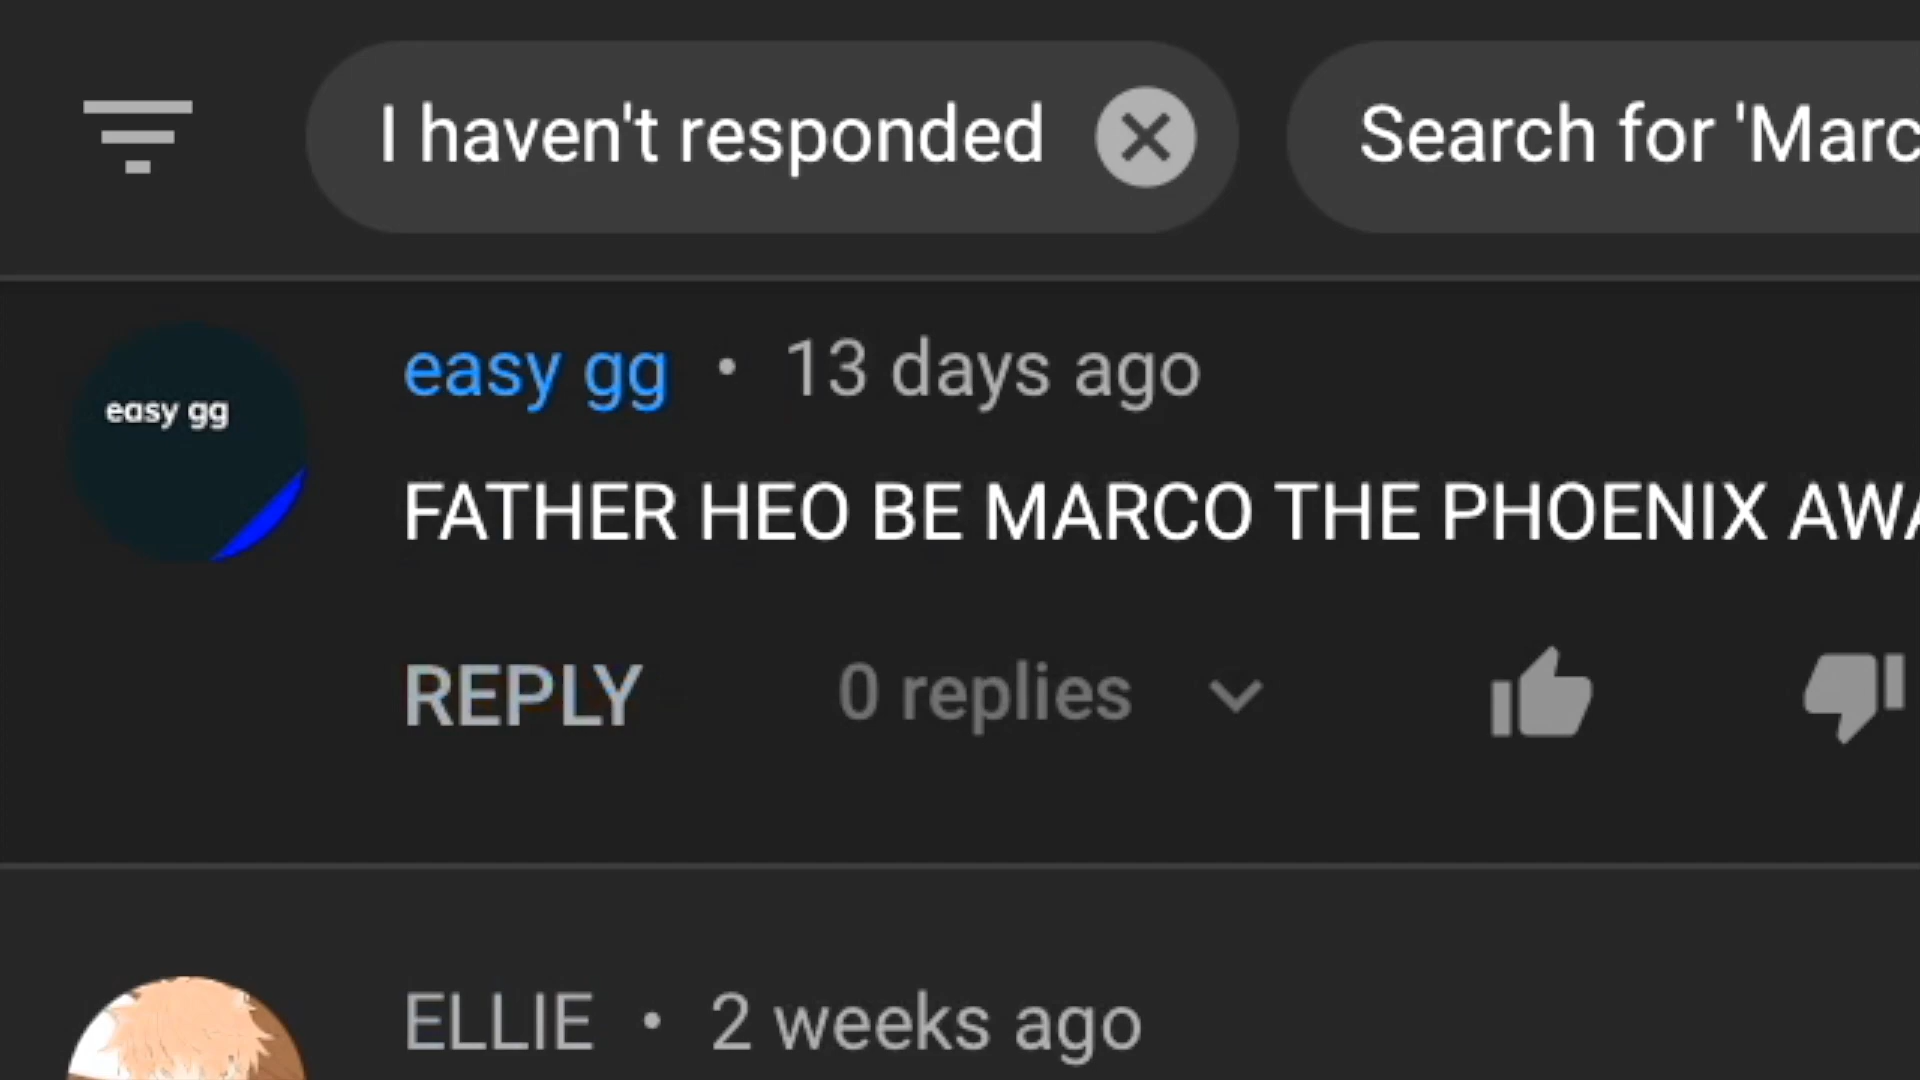 I haven't responded
Search for 'Marc
easy gg
easy gg • 13 days ago
FATHER HEO BE MARCO THE PHOENIX AWA
REPLY
0 replies
ELLIE • 2 weeks ago